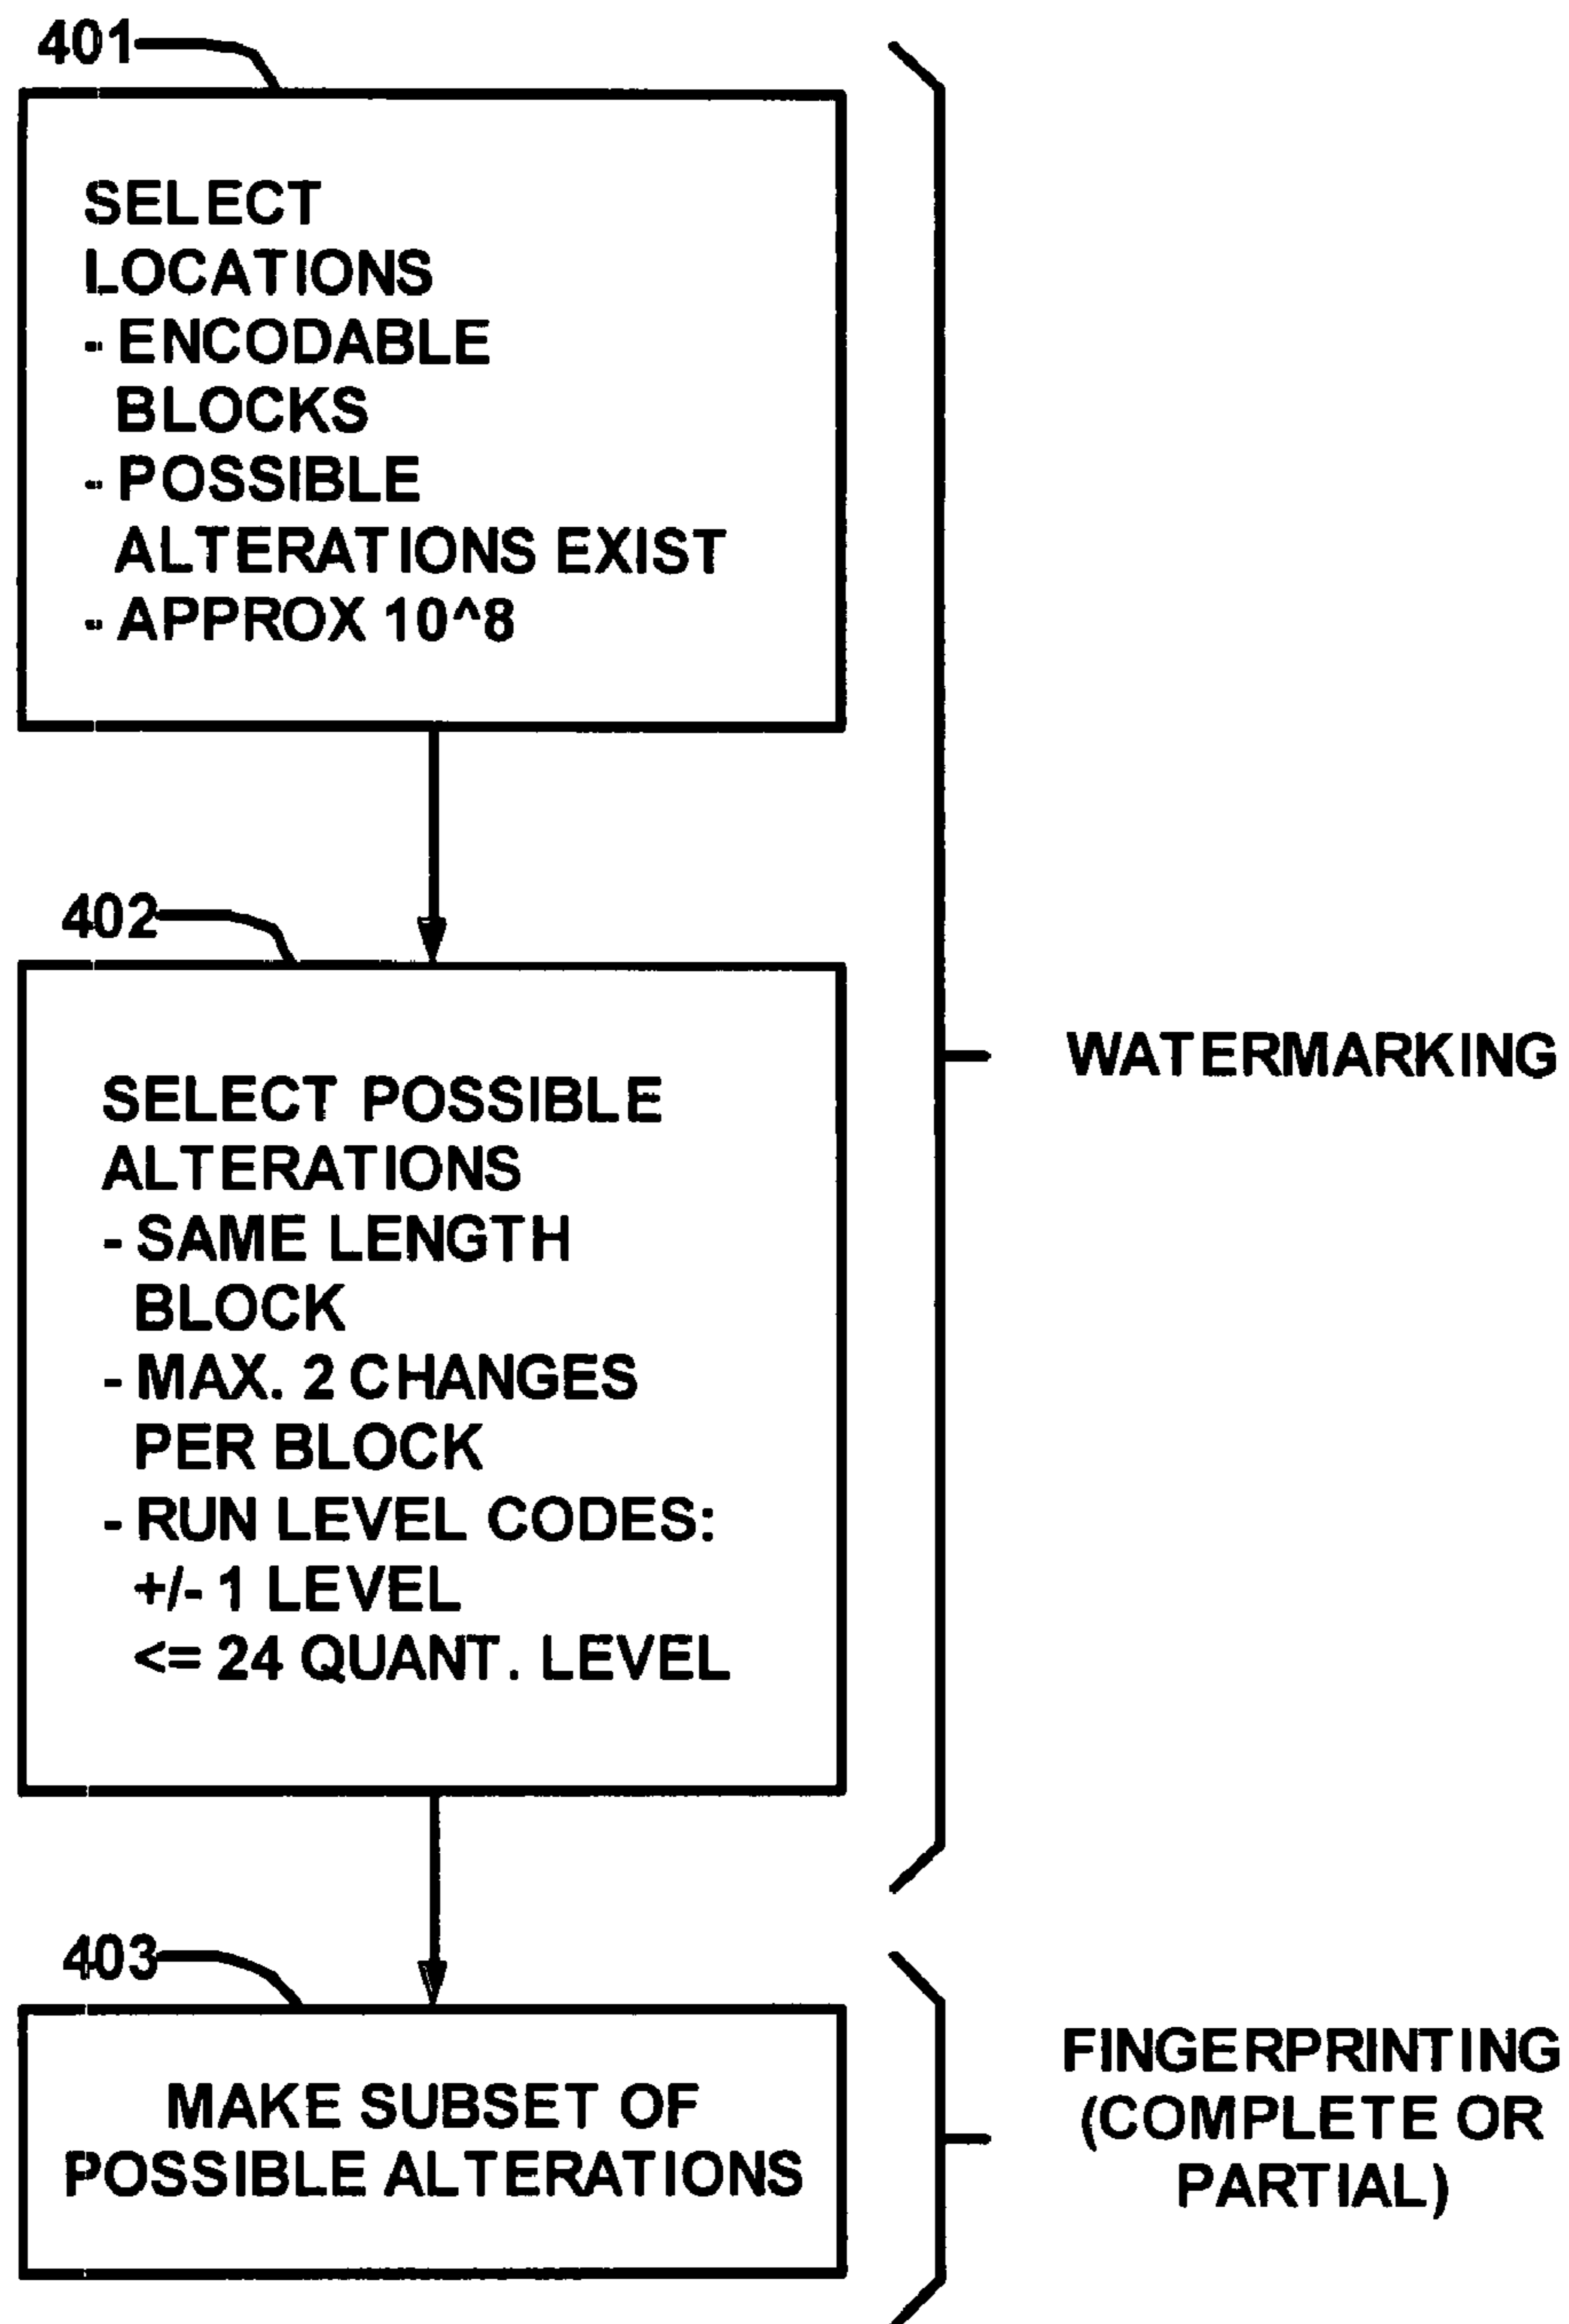 401
SELECT
LOCATIONS
- ENCODABLE
BLOCKS
- POSSIBLE
ALTERATIONS EXIST
- APPROX 10^8
402
SELECT POSSIBLE
ALTERATIONS
- SAME LENGTH
BLOCK
- MAX. 2 CHANGES
PER BLOCK
- RUN LEVEL CODES:
+/- 1 LEVEL
<= 24 QUANT. LEVEL
WATERMARKING
403
MAKE SUBSET OF
POSSIBLE ALTERATIONS
FINGERPRINTING
(COMPLETE OR
PARTIAL)